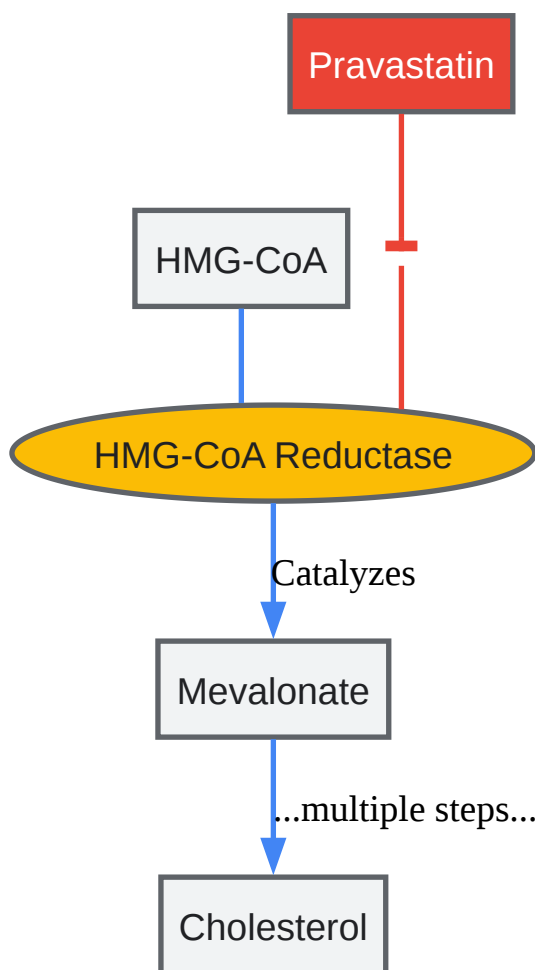 Pravastatin
HMG-CoA
HMG-CoA Reductase
Catalyzes
Mevalonate
...multiple steps...
Cholesterol